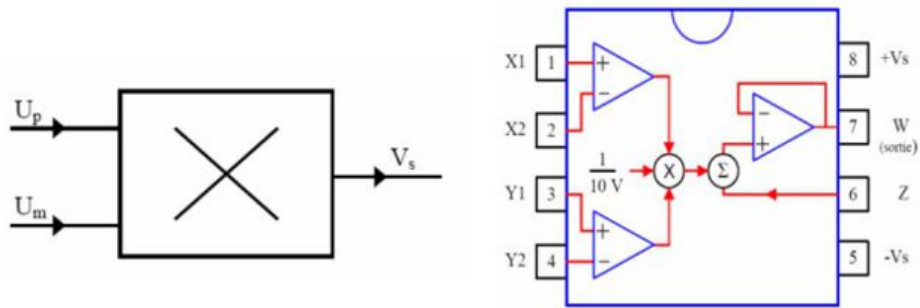 U_p
U_m
V_s
X1 1
X2 2
Y1 3
Y2 4
8 +Vs
7 W
(sortie)
6 Z
5 -Vs
+
−
1
10 V
X
Σ
−
+
+
−